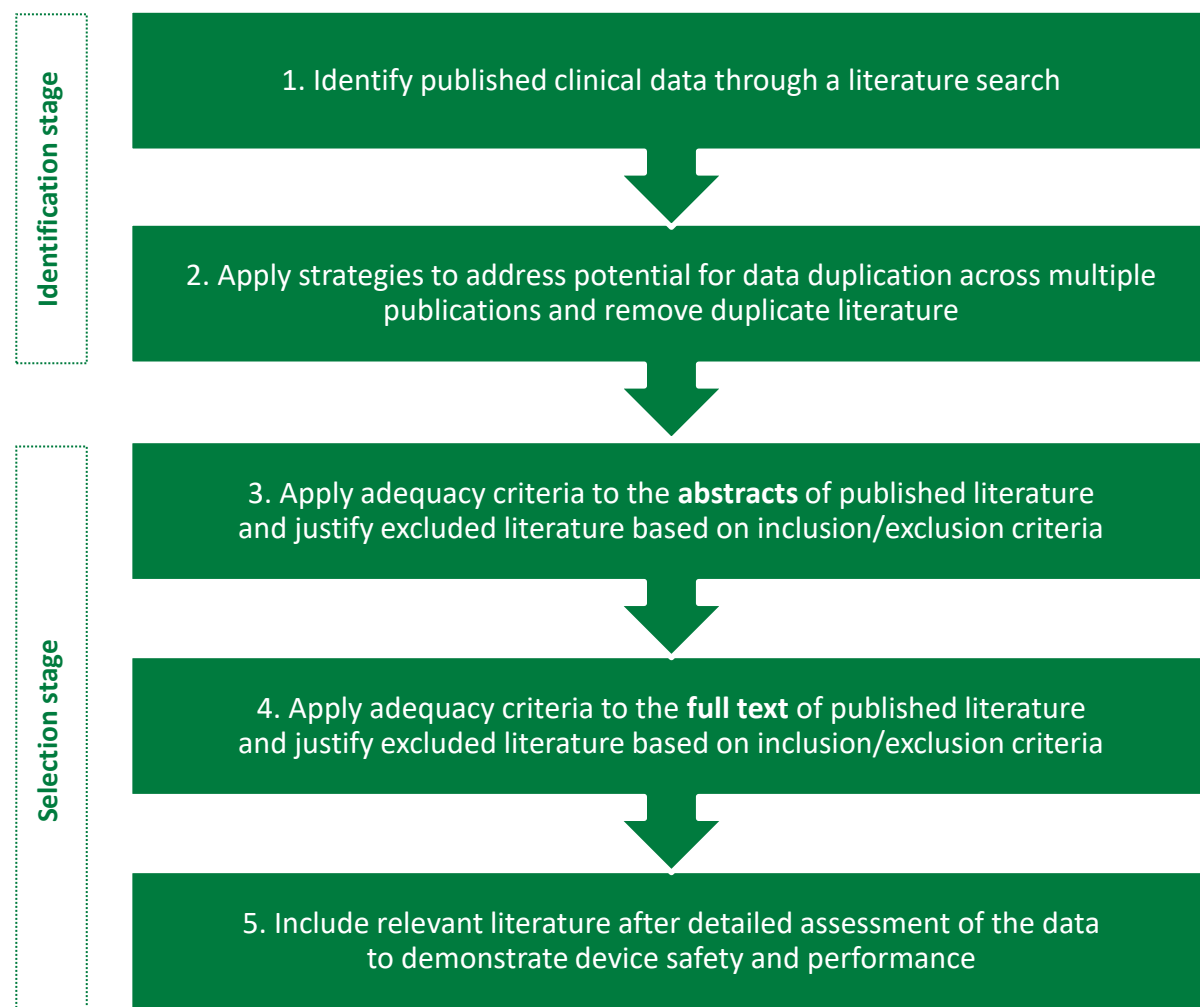 Identification stage
1. Identify published clinical data through a literature search
2. Apply strategies to address potential for data duplication across multiple
publications and remove duplicate literature
Selection stage
3. Apply adequacy criteria to the abstracts of published literature
and justify excluded literature based on inclusion/exclusion criteria
4. Apply adequacy criteria to the full text of published literature
and justify excluded literature based on inclusion/exclusion criteria
5. Include relevant literature after detailed assessment of the data
to demonstrate device safety and performance